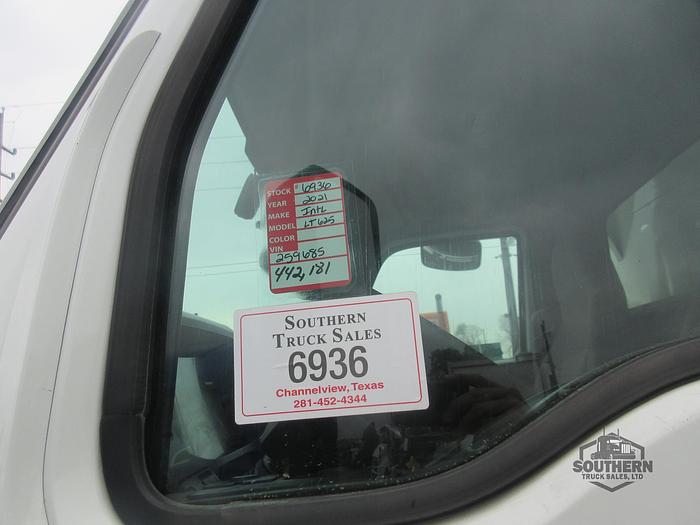 STOCK # 6936
YEAR 2021
MAKE Intl
MODEL LT625
COLOR
VIN
259685
442,181
SOUTHERN
TRUCK SALES
6936
Channelview, Texas
281-452-4344
SOUTHERN
TRUCK SALES, LTD